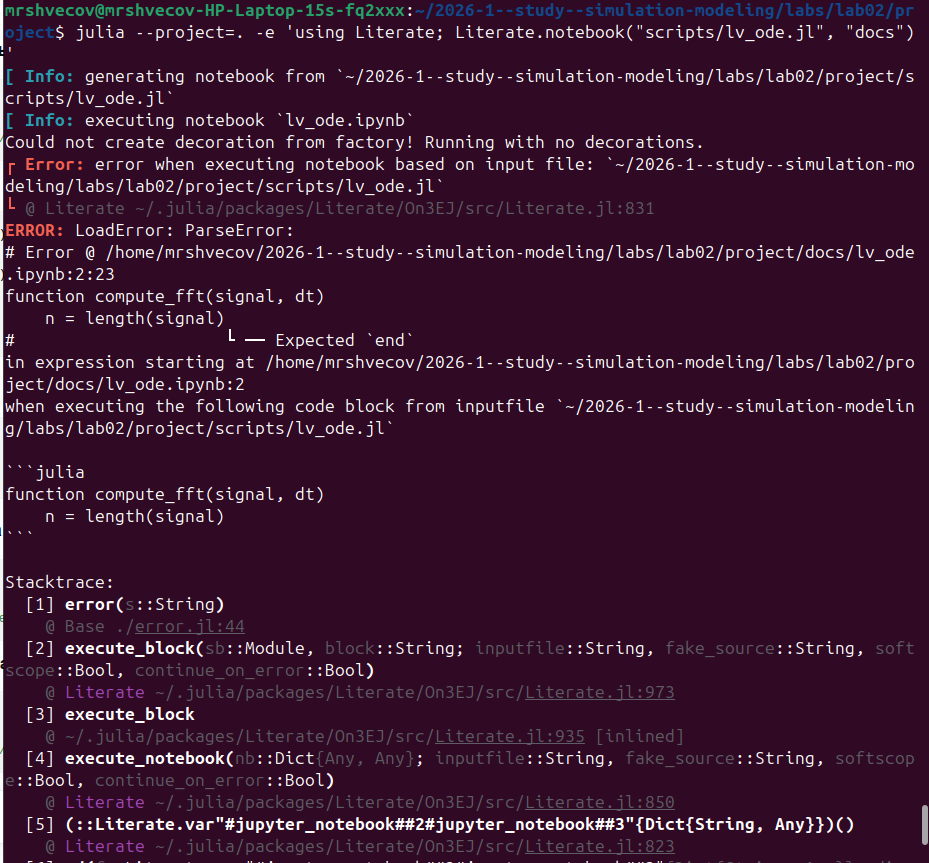 mrshvecov@mrshvecov-HP-Laptop-15s-fq2xxx:~/2026-1--study--simulation-modeling/labs/lab02/pr
oject$ julia --project=. -e 'using Literate; Literate.notebook("scripts/lv_ode.jl", "docs")
'
[ Info: generating notebook from `~/2026-1--study--simulation-modeling/labs/lab02/project/s
cripts/lv_ode.jl`
[ Info: executing notebook `lv_ode.ipynb`
Could not create decoration from factory! Running with no decorations.
┌ Error: error when executing notebook based on input file: `~/2026-1--study--simulation-mo
deling/labs/lab02/project/scripts/lv_ode.jl`
└ @ Literate ~/.julia/packages/Literate/On3EJ/src/Literate.jl:831
ERROR: LoadError: ParseError:
# Error @ /home/mrshvecov/2026-1--study--simulation-modeling/labs/lab02/project/docs/lv_ode
.ipynb:2:23
function compute_fft(signal, dt)
    n = length(signal)
#                      └ ── Expected `end`
in expression starting at /home/mrshvecov/2026-1--study--simulation-modeling/labs/lab02/pro
ject/docs/lv_ode.ipynb:2
when executing the following code block from inputfile `~/2026-1--study--simulation-modelin
g/labs/lab02/project/scripts/lv_ode.jl`

```julia
function compute_fft(signal, dt)
    n = length(signal)
```

Stacktrace:
  [1] error(s::String)
    @ Base ./error.jl:44
  [2] execute_block(sb::Module, block::String; inputfile::String, fake_source::String, soft
scope::Bool, continue_on_error::Bool)
    @ Literate ~/.julia/packages/Literate/On3EJ/src/Literate.jl:973
  [3] execute_block
    @ ~/.julia/packages/Literate/On3EJ/src/Literate.jl:935 [inlined]
  [4] execute_notebook(nb::Dict{Any, Any}; inputfile::String, fake_source::String, softscop
e::Bool, continue_on_error::Bool)
    @ Literate ~/.julia/packages/Literate/On3EJ/src/Literate.jl:850
  [5] (::Literate.var"#jupyter_notebook##2#jupyter_notebook##3"{Dict{String, Any}})()
    @ Literate ~/.julia/packages/Literate/On3EJ/src/Literate.jl:823